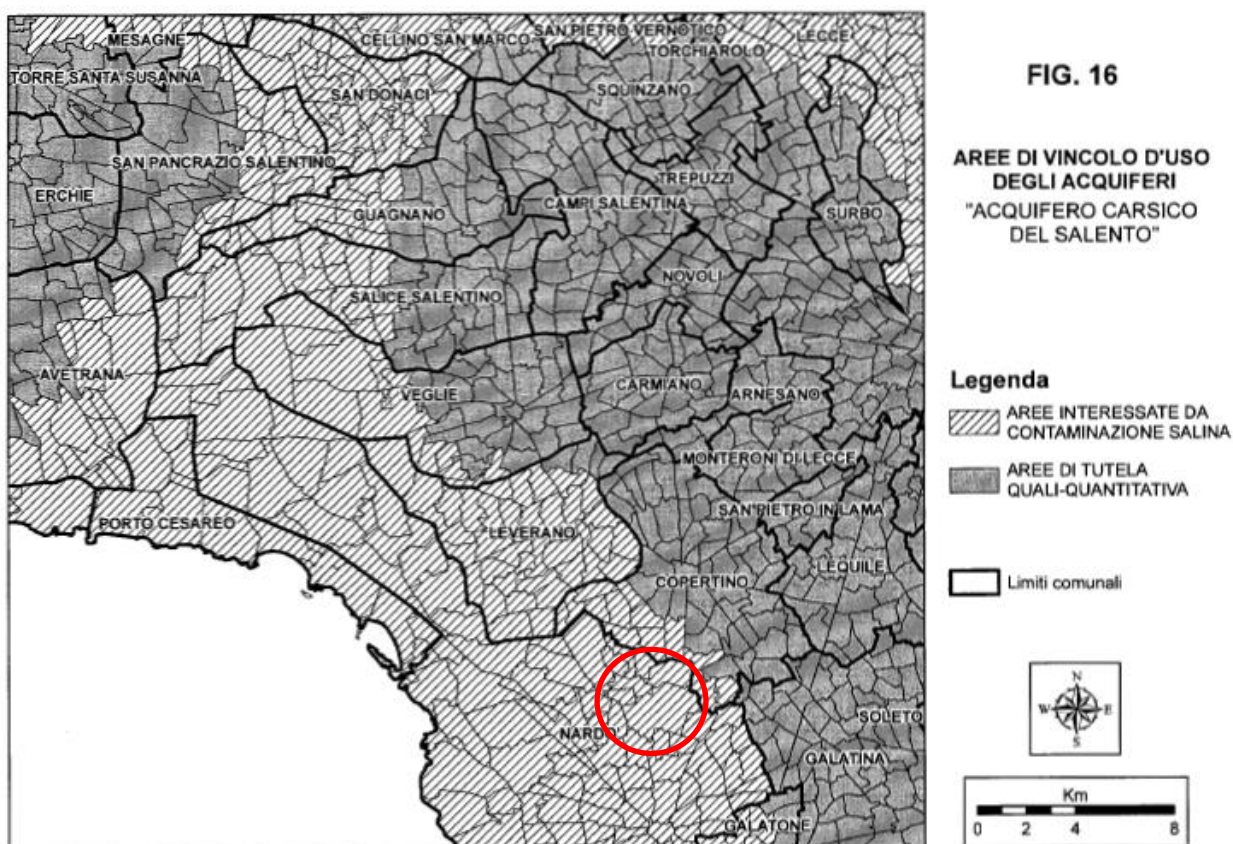 MESAGNE
CELLINO SAN MARCO
SAN PIETRO VERNOTICO
LECCE
TORCHIAROLO
TORRE SANTA SUSANNA
SAN DONACI
SQUINZANO
SAN PANCRAZIO SALENTINO
TREPUZZI
ERCHIE
GUAGNANO
CAMPI SALENTINA
SURBO
NOVOLI
SALICE SALENTINO
AVETRANA
VEGLIE
CARMIANO
ARNESANO
MONTERONI DI LECCE
SAN PIETRO IN LAMA
PORTO CESAREO
LEVERANO
LEQUILE
COPERTINO
SOLETO
NARDO'
GALATINA
GALATONE
FIG. 16
AREE DI VINCOLO D'USO
DEGLI ACQUIFERI
"ACQUIFERO CARSICO
DEL SALENTO"
Legenda
AREE INTERESSATE DA
CONTAMINAZIONE SALINA
AREE DI TUTELA
QUALI-QUANTITATIVA
Limiti comunali
N
W E
S
Km
0 2 4 8